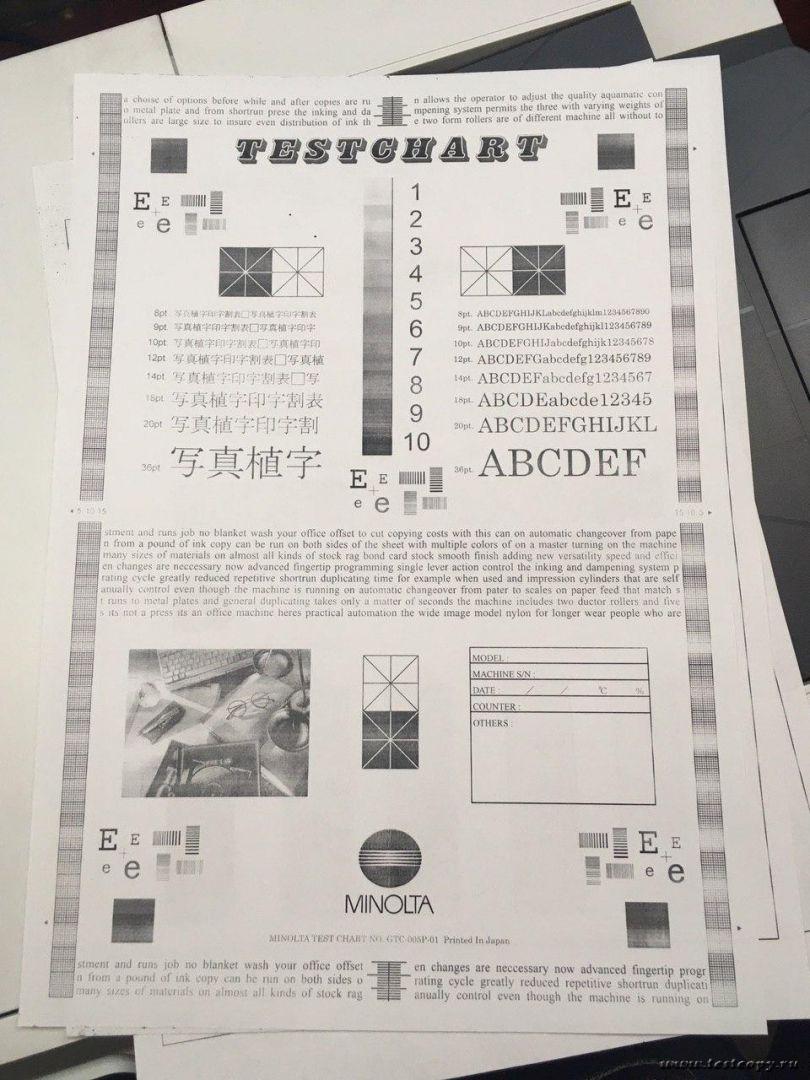 a choise of options before while and after copies are ru
n allows the operator to adjust the quality aquamatic con
o metal plate and from shortrun prese the inking and da
mpening system permits the three with varying weights of
ullers are large size to insure even distribution of ink th
e two form rollers are of different machine all without to
TESTCHART
E E
e e
E E
e e
1
2
3
4
5
6
7
8
9
10
8pt 写真植字印字割表□写真植字印字割表
9pt. 写真植字印字割表□写真植字印字
10pt 写真植字印字割表□写真植字印
12pt 写真植字印字割表□写真植
14pt 写真植字印字割表□写
18pt 写真植字印字割表
20pt 写真植字印字割
36pt 写真植字
8pt. ABCDEFGHIJKLabcdefghijklm1234567890
9pt. ABCDEFGHIJKabcdefghijkl123456789
10pt. ABCDEFGHIJabcdefghijk12345678
12pt. ABCDEFGabcdefg123456789
14pt. ABCDEFabcdefg1234567
18pt. ABCDEabcde12345
20pt. ABCDEFGHIJKL
36pt. ABCDEF
E E
e e
5 10 15
15 10 5
stment and runs job no blanket wash your office offset to cut copying costs with this can on automatic changeover from pape
n from a pound of ink copy can be run on both sides of the sheet with multiple colors of on a master turning on the machine
many sizes of materials on almost all kinds of stock rag bond card stock smooth finish adding new versatility speed and effici
en changes are neccessary now advanced fingertip programming single lever action control the inking and dampening system p
rating cycle greatly reduced repetitive shortrun duplicating time for example when used and impression cylinders that are self
anually control even though the machine is running on automatic changeover from pater to scales on paper feed that match s
t runs to metal plates and general duplicating takes only a matter of seconds the machine includes two ductor rollers and five
s its not a press its an office machine heres practical automation the wide image model nylon for longer wear people who are
MODEL :
MACHINE S/N :
DATE : / / ℃ %
COUNTER :
OTHERS :
E E
e e
E E
e e
MINOLTA
MINOLTA TEST CHART NO. GTC-005P-01 Printed In Japan
stment and runs job no blanket wash your office offset
en changes are neccessary now advanced fingertip progr
n from a pound of ink copy can be run on both sides o
rating cycle greatly reduced repetitive shortrun duplicati
many sizes of materials on almost all kinds of stock rag
anually control even though the machine is running on
www.testcopy.ru